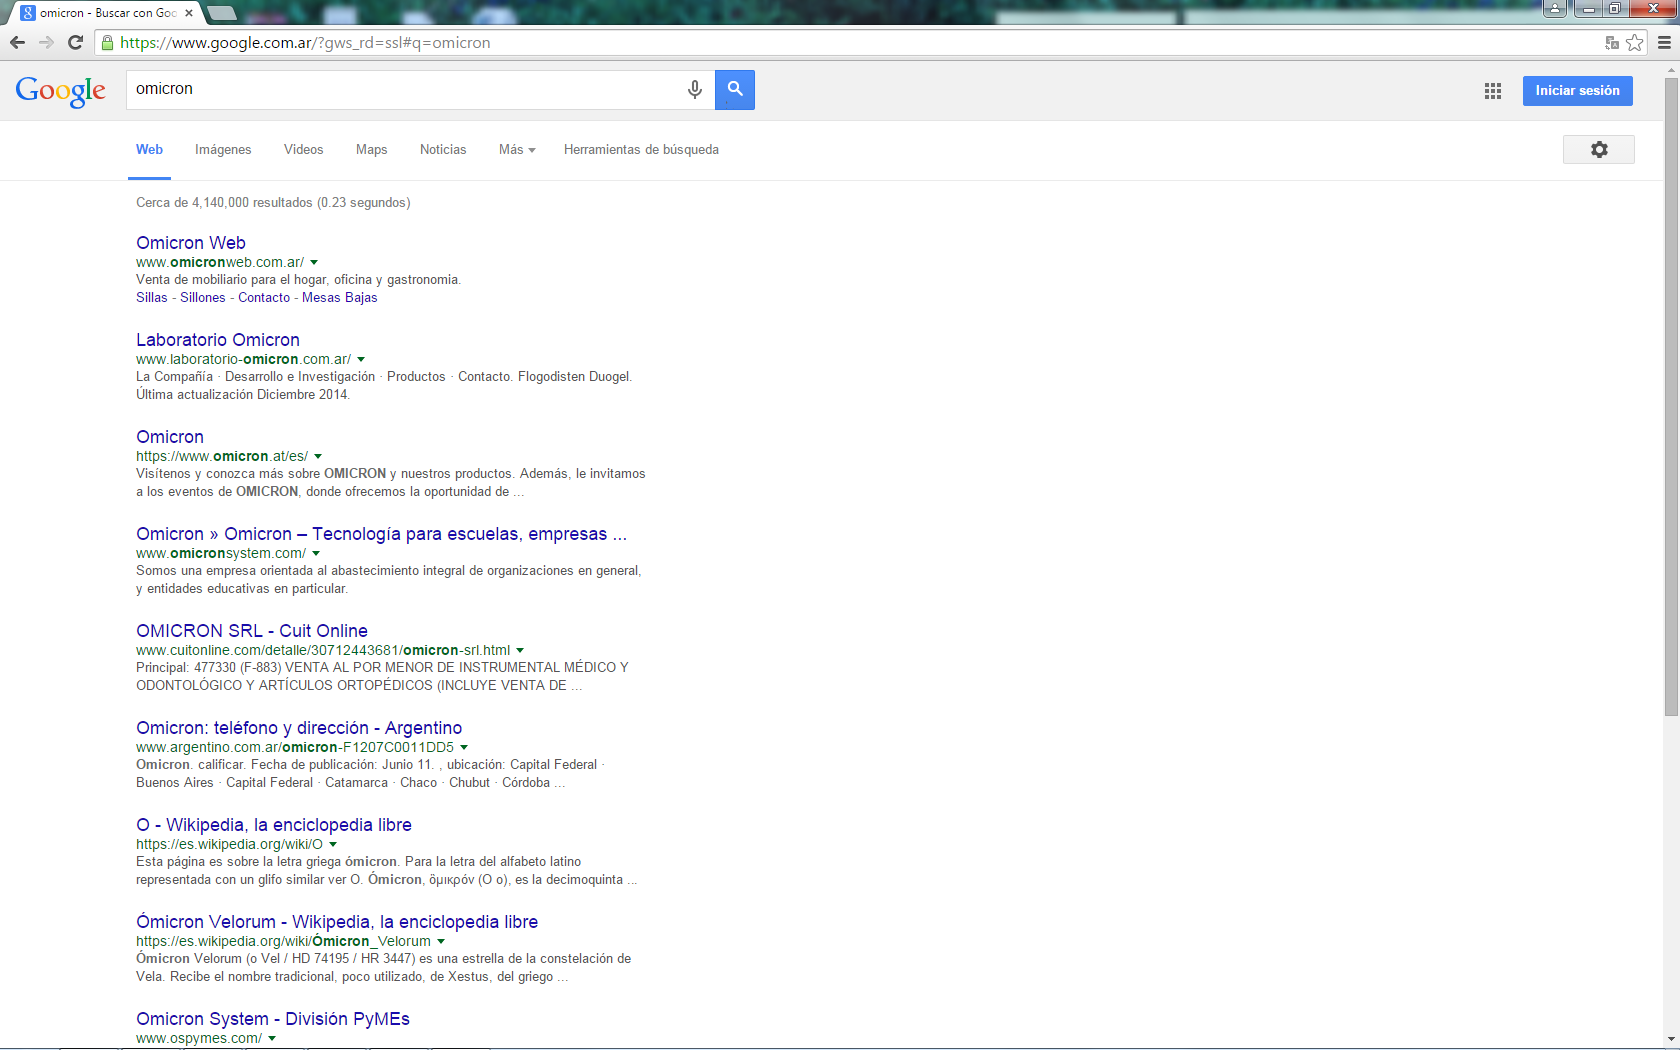 omicron - Buscar con Goo
https://www.google.com.ar/?gws_rd=ssl#q=omicron
Google
omicron
Iniciar sesión
Web Imágenes Videos Maps Noticias Más Herramientas de búsqueda
Cerca de 4,140,000 resultados (0.23 segundos)
Omicron Web
www.omicronweb.com.ar/
Venta de mobiliario para el hogar, oficina y gastronomia.
Sillas - Sillones - Contacto - Mesas Bajas
Laboratorio Omicron
www.laboratorio-omicron.com.ar/
La Compañía · Desarrollo e Investigación · Productos · Contacto. Flogodisten Duogel.
Última actualización Diciembre 2014.
Omicron
https://www.omicron.at/es/
Visítenos y conozca más sobre OMICRON y nuestros productos. Además, le invitamos
a los eventos de OMICRON, donde ofrecemos la oportunidad de ...
Omicron » Omicron – Tecnología para escuelas, empresas ...
www.omicronsystem.com/
Somos una empresa orientada al abastecimiento integral de organizaciones en general,
y entidades educativas en particular.
OMICRON SRL - Cuit Online
www.cuitonline.com/detalle/30712443681/omicron-srl.html
Principal: 477330 (F-883) VENTA AL POR MENOR DE INSTRUMENTAL MÉDICO Y
ODONTOLÓGICO Y ARTÍCULOS ORTOPÉDICOS (INCLUYE VENTA DE ...
Omicron: teléfono y dirección - Argentino
www.argentino.com.ar/omicron-F1207C0011DD5
Omicron. calificar. Fecha de publicación: Junio 11. , ubicación: Capital Federal ·
Buenos Aires · Capital Federal · Catamarca · Chaco · Chubut · Córdoba ...
O - Wikipedia, la enciclopedia libre
https://es.wikipedia.org/wiki/Ο
Esta página es sobre la letra griega ómicron. Para la letra del alfabeto latino
representada con un glifo similar ver O. Ómicron, ὄμικρόν (Ο ο), es la decimoquinta ...
Ómicron Velorum - Wikipedia, la enciclopedia libre
https://es.wikipedia.org/wiki/Ómicron_Velorum
Ómicron Velorum (ο Vel / HD 74195 / HR 3447) es una estrella de la constelación de
Vela. Recibe el nombre tradicional, poco utilizado, de Xestus, del griego ...
Omicron System - División PyMEs
www.ospymes.com/